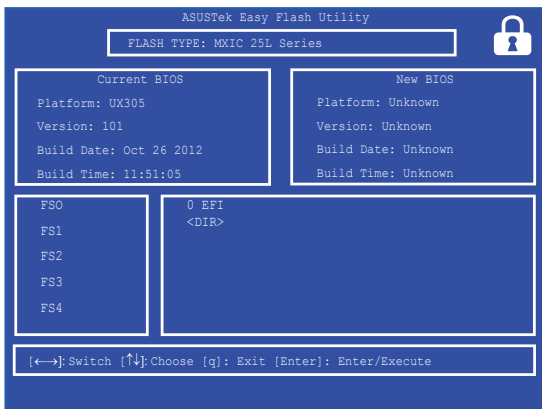 ASUSTek Easy Flash Utility
FLASH TYPE: MXIC 25L Series
Current BIOS
Platform: UX305
Version: 101
Build Date: Oct 26 2012
Build Time: 11:51:05
New BIOS
Platform: Unknown
Version: Unknown
Build Date: Unknown
Build Time: Unknown
FSO
FS1
FS2
FS3
FS4
0 EFI
<DIR>
[←→]: Switch [↑↓]: Choose [q]: Exit [Enter]: Enter/Execute